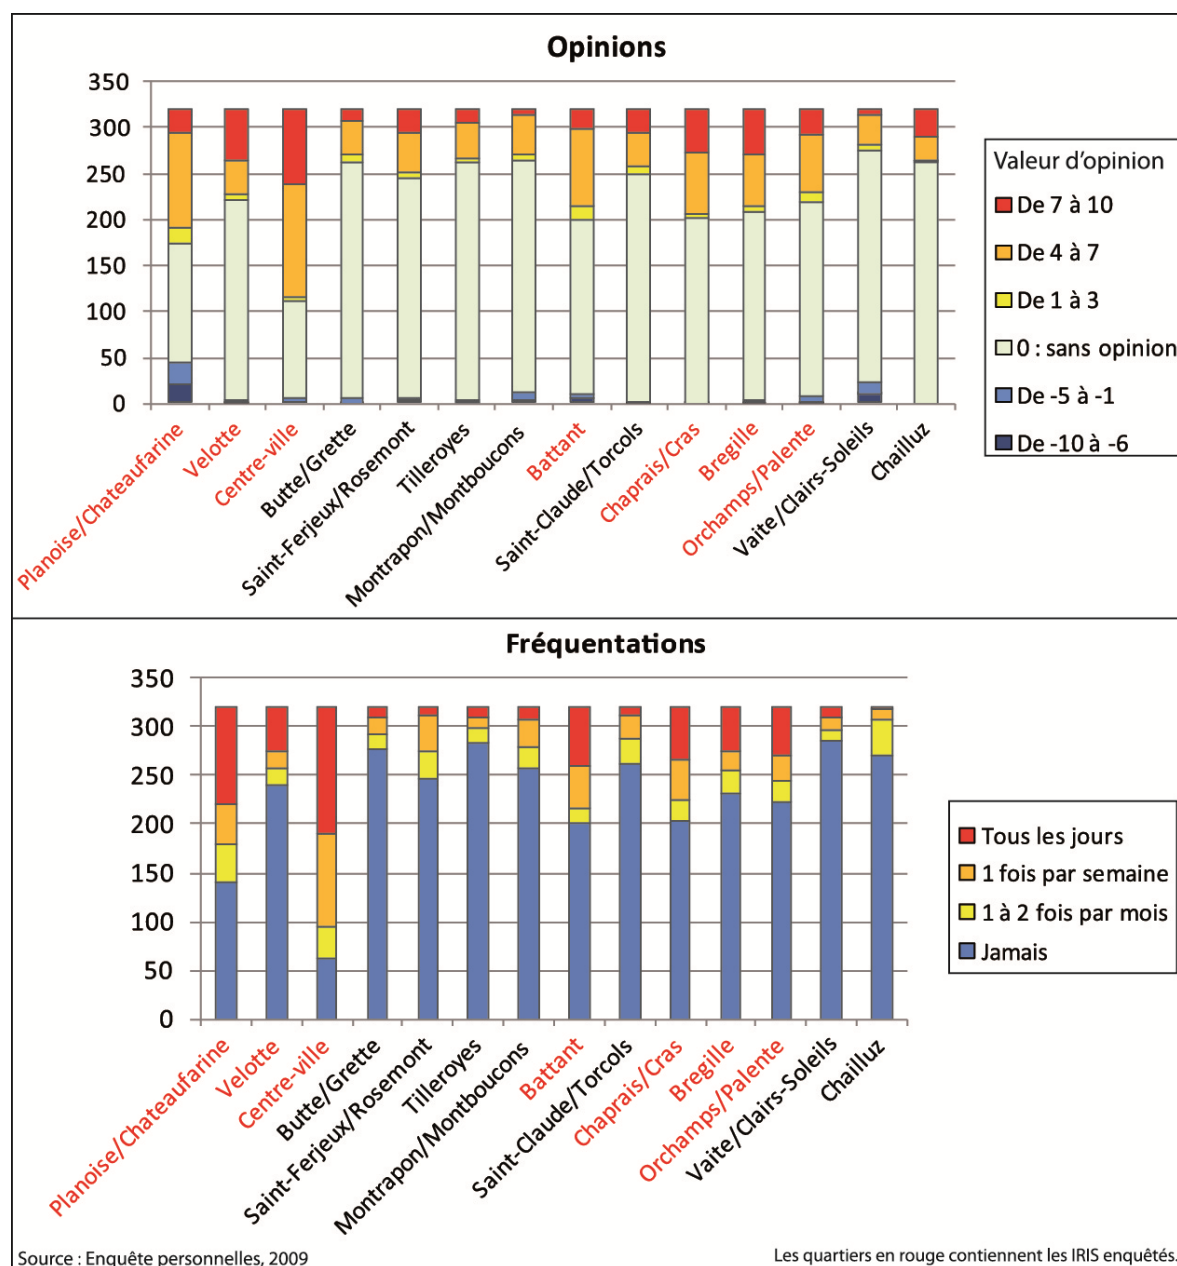 Opinions
350
300
250
200
150
100
50
0
Planoise/Chateaufarine
Velotte
Centre-ville
Butte/Grette
Saint-Ferjeux/Rosemont
Tilleroyes
Montrapon/Montboucons
Battant
Saint-Claude/Torcols
Chaprais/Cras
Bregille
Orchamps/Palente
Vaite/Clairs-Soleils
Chailluz
Valeur d'opinion
De 7 à 10
De 4 à 7
De 1 à 3
0 : sans opinion
De -5 à -1
De -10 à -6
Fréquentations
350
300
250
200
150
100
50
0
Planoise/Chateaufarine
Velotte
Centre-ville
Butte/Grette
Saint-Ferjeux/Rosemont
Tilleroyes
Montrapon/Montboucons
Battant
Saint-Claude/Torcols
Chaprais/Cras
Bregille
Orchamps/Palente
Vaite/Clairs-Soleils
Chailluz
Tous les jours
1 fois par semaine
1 à 2 fois par mois
Jamais
Source : Enquête personnelles, 2009
Les quartiers en rouge contiennent les IRIS enquêtés.